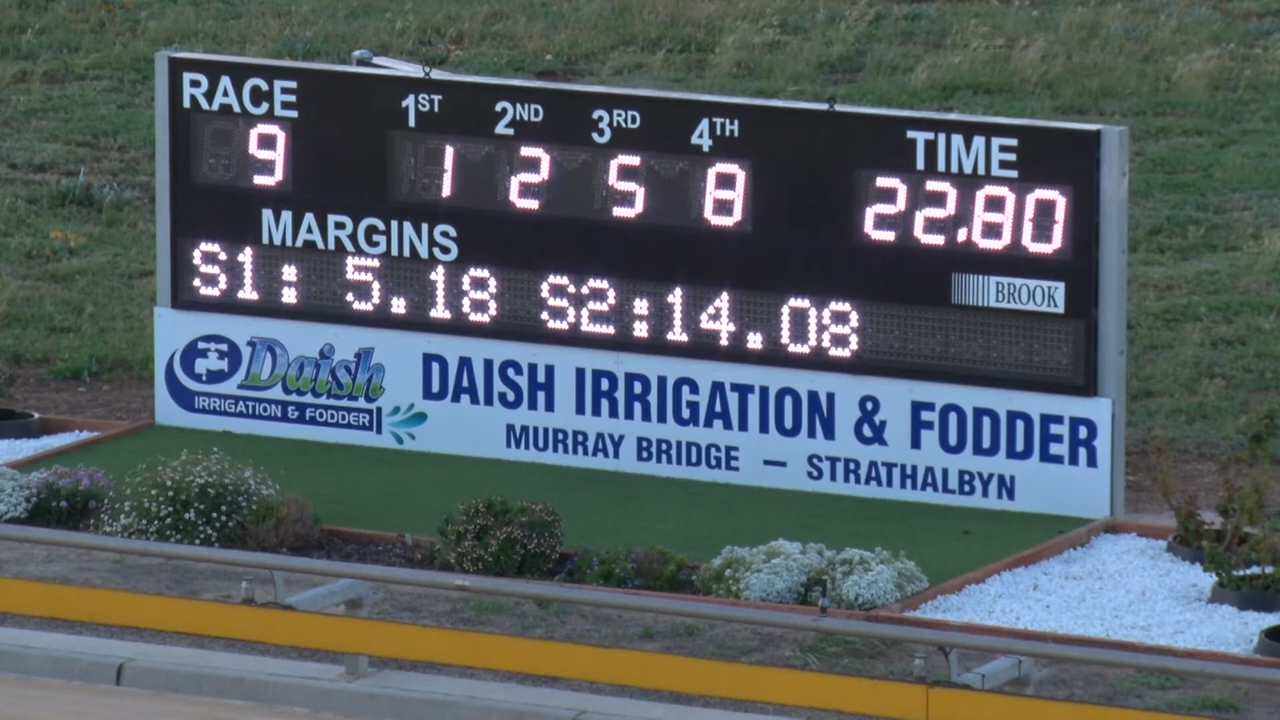 RACE 1ST 2ND 3RD 4TH TIME
9 1 2 5 8 22.80
MARGINS
S1: 5.18 S2:14.08
BROOK
Daish
IRRIGATION & FODDER
DAISH IRRIGATION & FODDER
MURRAY BRIDGE – STRATHALBYN